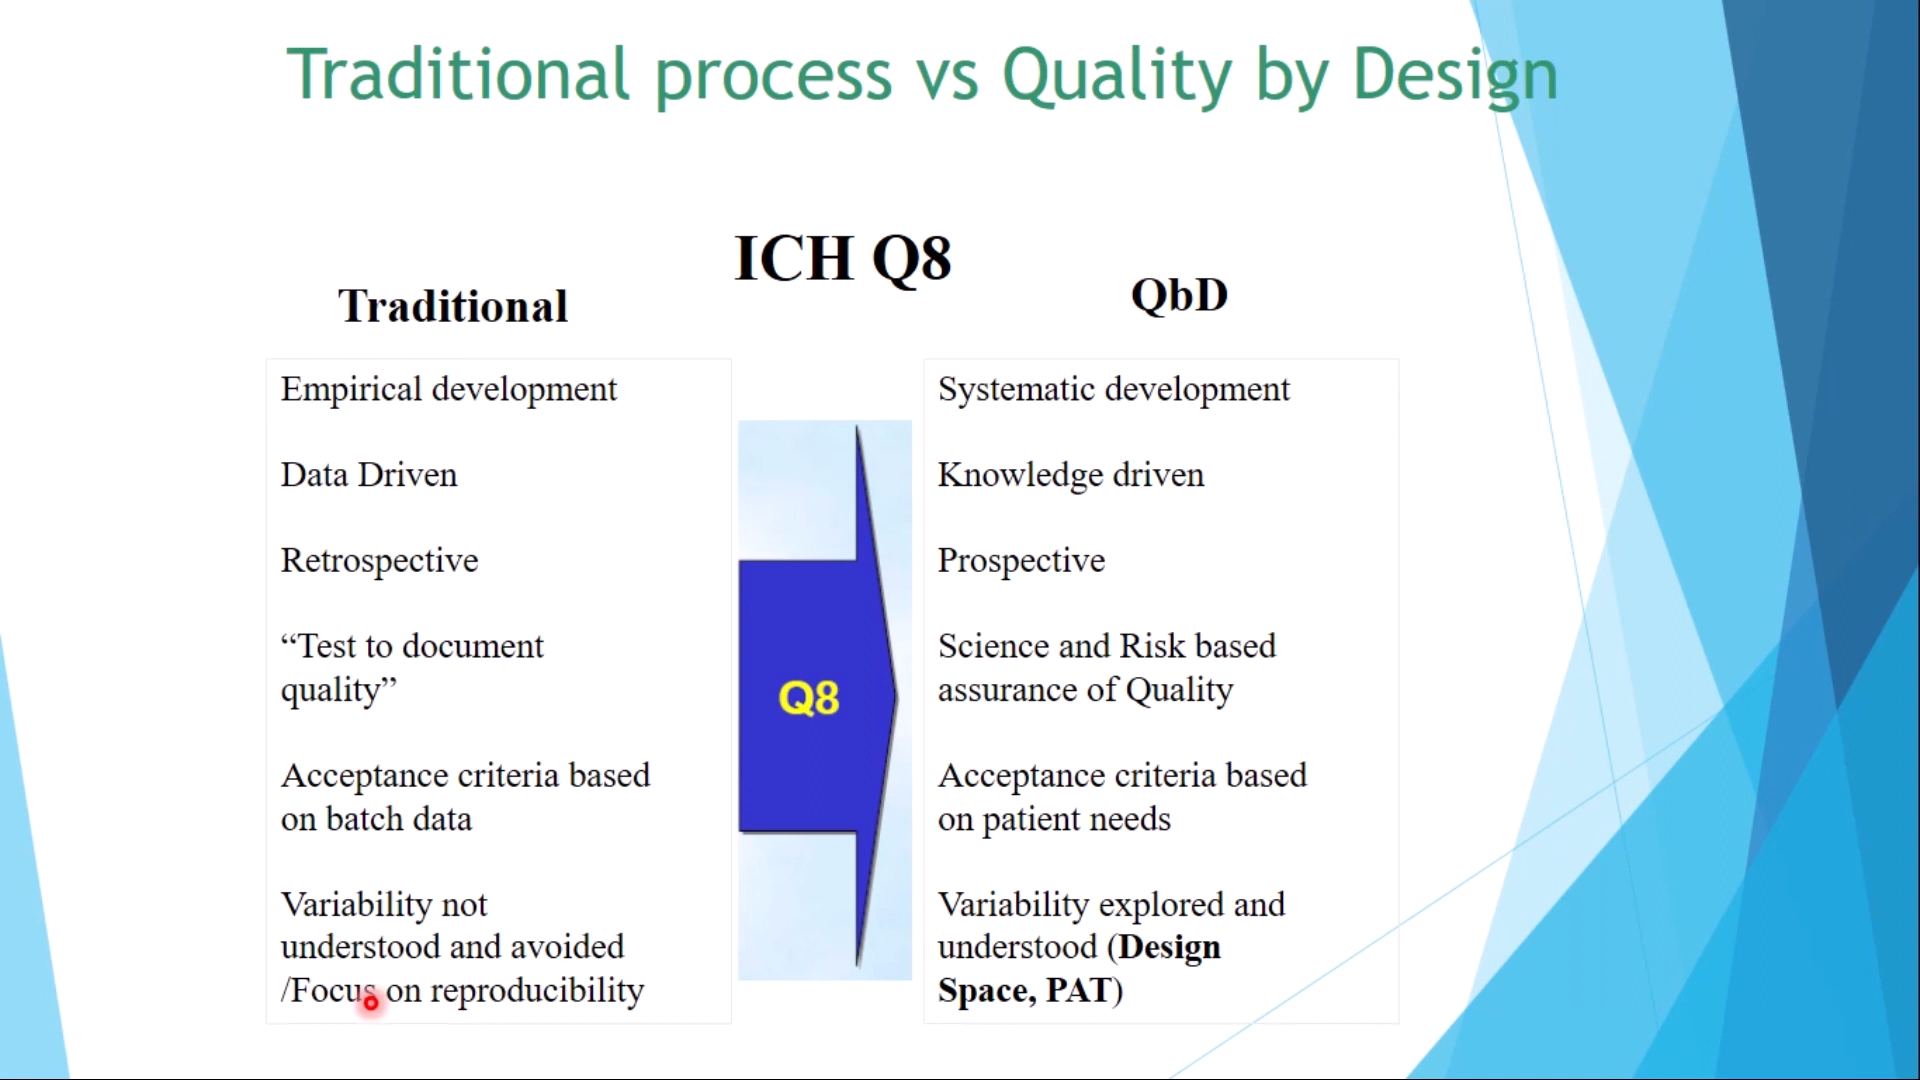 Traditional process vs Quality by Design
ICH Q8
Traditional
QbD
Empirical development
Data Driven
Retrospective
“Test to document
quality”
Acceptance criteria based
on batch data
Variability not
understood and avoided
/Focus on reproducibility
Q8
Systematic development
Knowledge driven
Prospective
Science and Risk based
assurance of Quality
Acceptance criteria based
on patient needs
Variability explored and
understood (Design
Space, PAT)